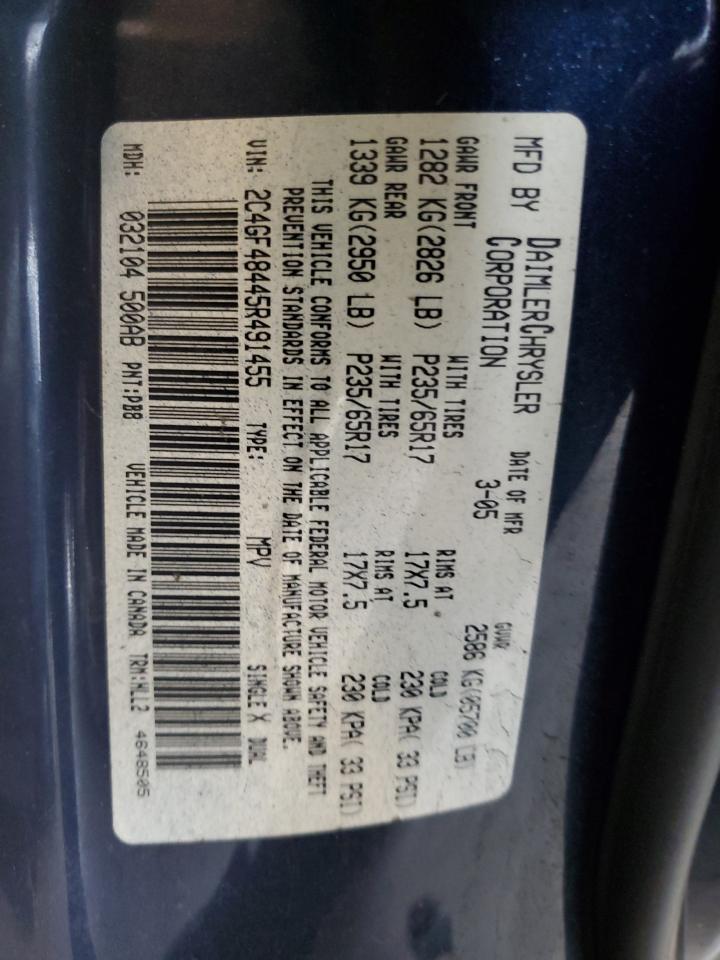 MFD BY DAIMLERCHRYSLER CORPORATION DATE OF MFR 3-05 GVWR 2586 KG(05700 LB)
GAWR FRONT WITH TIRES RIMS AT COLD
1282 KG(2826 LB) P235/65R17 17X7.5 230 KPA( 33 PSI)
GAWR REAR WITH TIRES RIMS AT COLD
1339 KG(2950 LB) P235/65R17 17X7.5 230 KPA( 33 PSI)
THIS VEHICLE CONFORMS TO ALL APPLICABLE FEDERAL MOTOR VEHICLE SAFETY AND THEFT
PREVENTION STANDARDS IN EFFECT ON THE DATE OF MANUFACTURE SHOWN ABOVE.
VIN: 2C4GF48445R491455 TYPE: MPV SINGLE X DUAL
MDH: 032104 500AB PNT:PB8 VEHICLE MADE IN CANADA TRM:HLL2 4648505